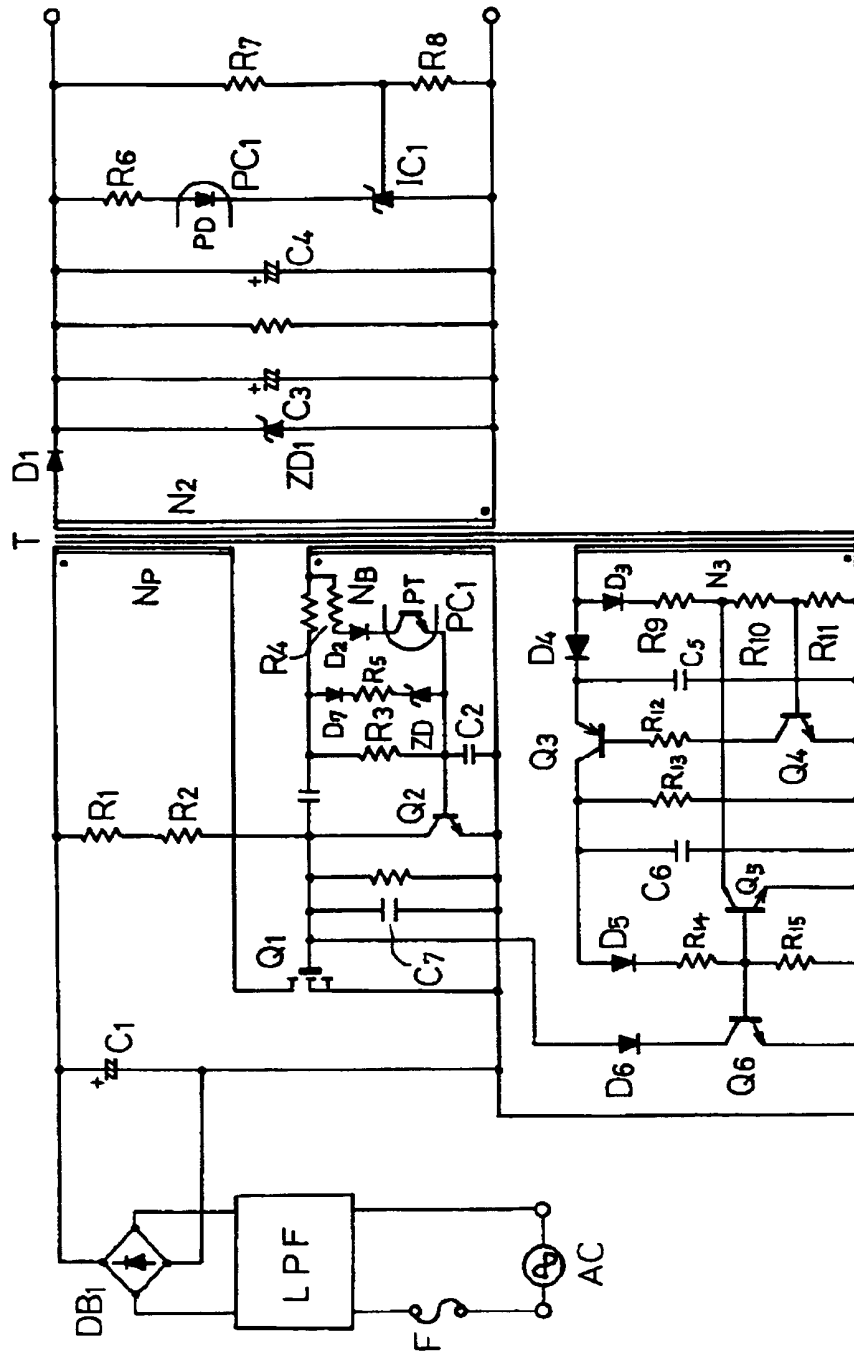 T
D1
N2
ZD1
C3
+
C4
+
R6
PD
PC1
IC1
R7
R8
NP
R1
R2
C1
+
Q1
C7
Q2
R3
C2
D7
R5
ZD
R4
D2
NB
PT
PC1
DB1
LPF
F
AC
D3
D4
N3
R9
R10
R11
C5
Q3
R12
R13
Q4
C6
Q5
D5
R14
R15
D6
Q6